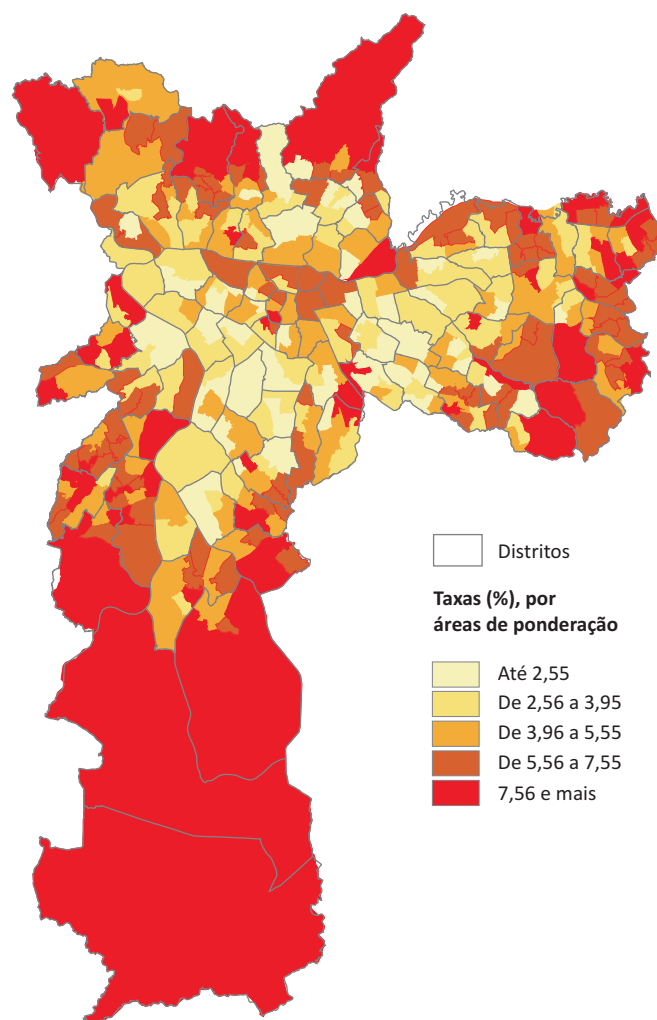 Distritos
Taxas (%), por
áreas de ponderação
Até 2,55
De 2,56 a 3,95
De 3,96 a 5,55
De 5,56 a 7,55
7,56 e mais